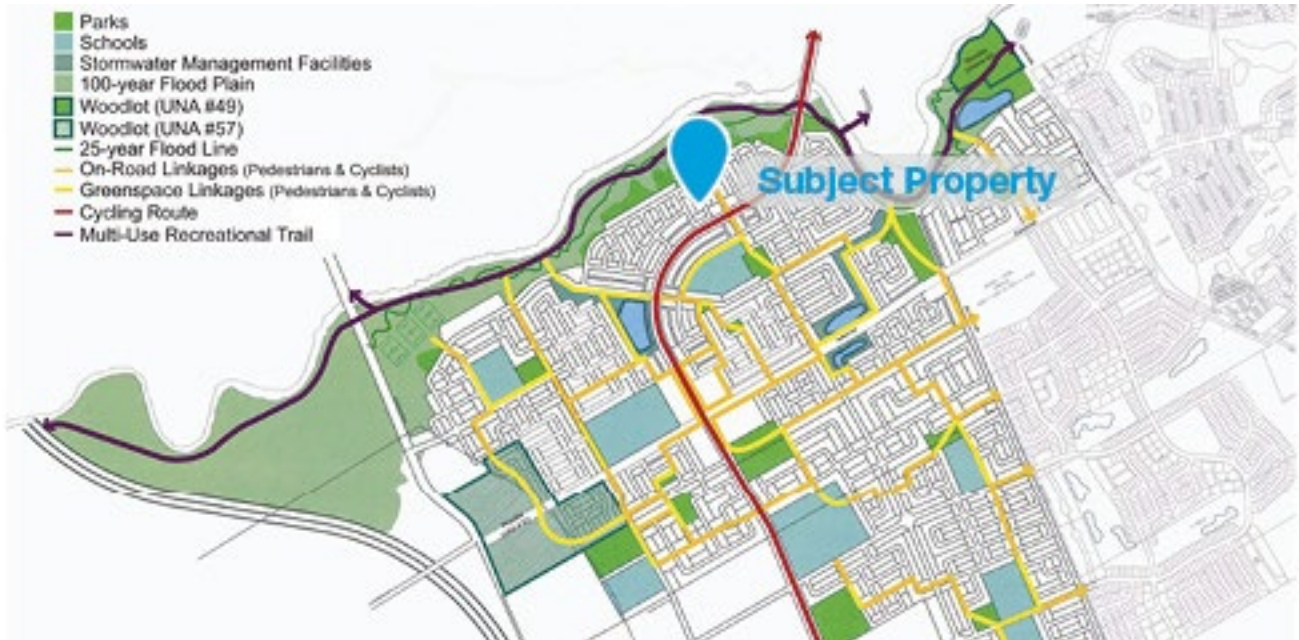 Parks
Schools
Stormwater Management Facilities
100-year Flood Plain
Woodlot (UNA #49)
Woodlot (UNA #57)
25-year Flood Line
On-Road Linkages (Pedestrians & Cyclists)
Greenspace Linkages (Pedestrians & Cyclists)
Cycling Route
Multi-Use Recreational Trail
Subject Property